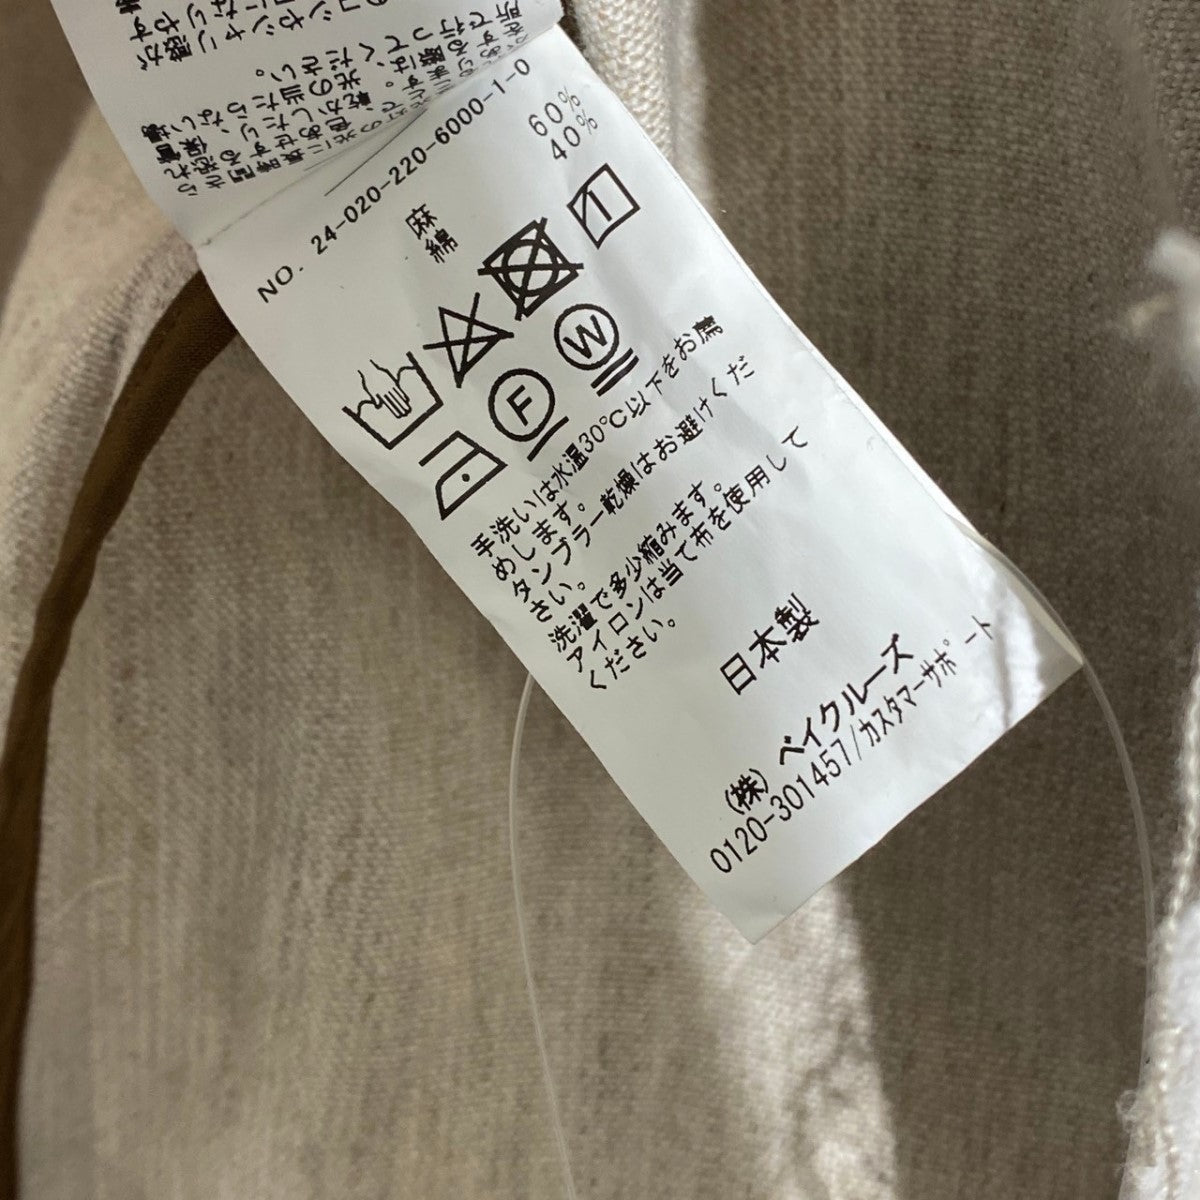 NO. 24-020-220-6000-1-0
麻 60%
綿 40%
F
W
手洗いは水温30℃以下をお薦
めします。
タンブラー乾燥はお避けくだ
さい。
洗濯で多少縮みます。
アイロンは当て布を使用して
ください。
日本製
(株)ベイクルーズ
0120-301457/カスタマーサポート